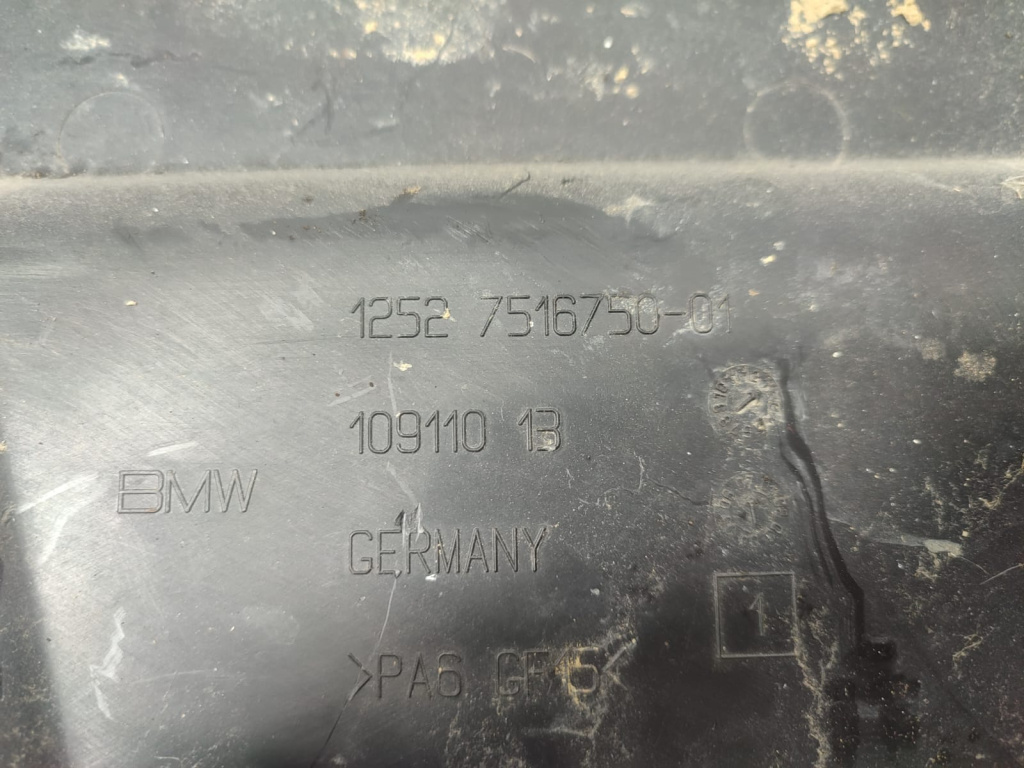 1252 7516750-01
109110 13
BMW
GERMANY
1
>PA6 GF15<